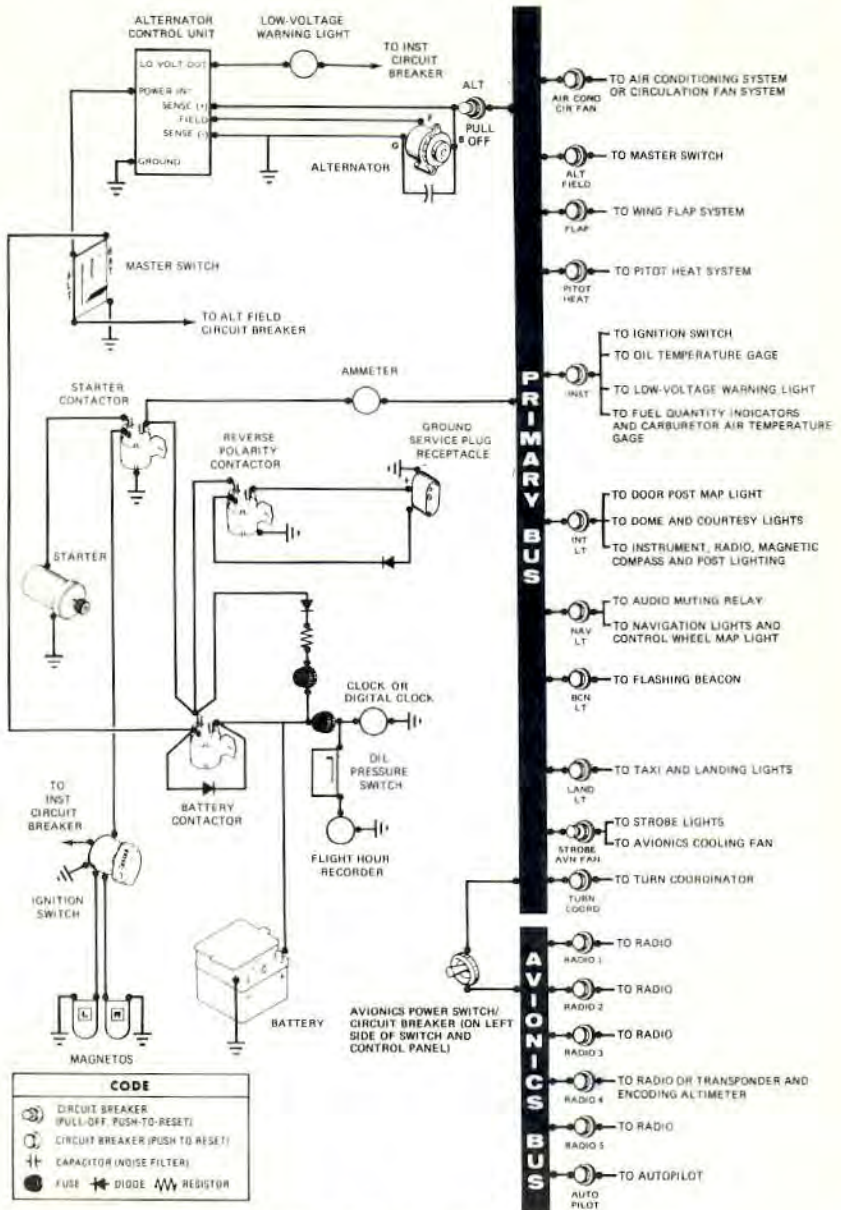 ALTERNATOR
CONTROL UNIT
LOW-VOLTAGE
WARNING LIGHT
LO VOLT OUT
POWER IN
SENSE (+)
FIELD
SENSE (-)
GROUND
TO INST
CIRCUIT
BREAKER
ALT
PULL
OFF
F
G
B
ALTERNATOR
MASTER SWITCH
ALT
BAT
TO ALT FIELD
CIRCUIT BREAKER
AMMETER
STARTER
CONTACTOR
REVERSE
POLARITY
CONTACTOR
GROUND
SERVICE PLUG
RECEPTACLE
STARTER
CLOCK OR
DIGITAL CLOCK
OIL
PRESSURE
SWITCH
BATTERY
CONTACTOR
FLIGHT HOUR
RECORDER
TO
INST
CIRCUIT
BREAKER
IGNITION
SWITCH
L
R
MAGNETOS
BATTERY
AVIONICS POWER SWITCH/
CIRCUIT BREAKER (ON LEFT
SIDE OF SWITCH AND
CONTROL PANEL)
CODE
CIRCUIT BREAKER
(PULL-OFF, PUSH-TO-RESET)
CIRCUIT BREAKER (PUSH TO RESET)
CAPACITOR (NOISE FILTER)
FUSE DIODE RESISTOR
PRIMARY BUS
AIR COND
CIR FAN
TO AIR CONDITIONING SYSTEM
OR CIRCULATION FAN SYSTEM
ALT
FIELD
TO MASTER SWITCH
FLAP
TO WING FLAP SYSTEM
PITOT
HEAT
TO PITOT HEAT SYSTEM
INST
TO IGNITION SWITCH
TO OIL TEMPERATURE GAGE
TO LOW-VOLTAGE WARNING LIGHT
TO FUEL QUANTITY INDICATORS
AND CARBURETOR AIR TEMPERATURE
GAGE
INT
LT
TO DOOR POST MAP LIGHT
TO DOME AND COURTESY LIGHTS
TO INSTRUMENT, RADIO, MAGNETIC
COMPASS AND POST LIGHTING
NAV
LT
TO AUDIO MUTING RELAY
TO NAVIGATION LIGHTS AND
CONTROL WHEEL MAP LIGHT
BCN
LT
TO FLASHING BEACON
LAND
LT
TO TAXI AND LANDING LIGHTS
STROBE
AVN FAN
TO STROBE LIGHTS
TO AVIONICS COOLING FAN
TURN
COORD
TO TURN COORDINATOR
AVIONICS BUS
RADIO 1
TO RADIO
RADIO 2
TO RADIO
RADIO 3
TO RADIO
RADIO 4
TO RADIO OR TRANSPONDER AND
ENCODING ALTIMETER
RADIO 5
TO RADIO
AUTO
PILOT
TO AUTOPILOT